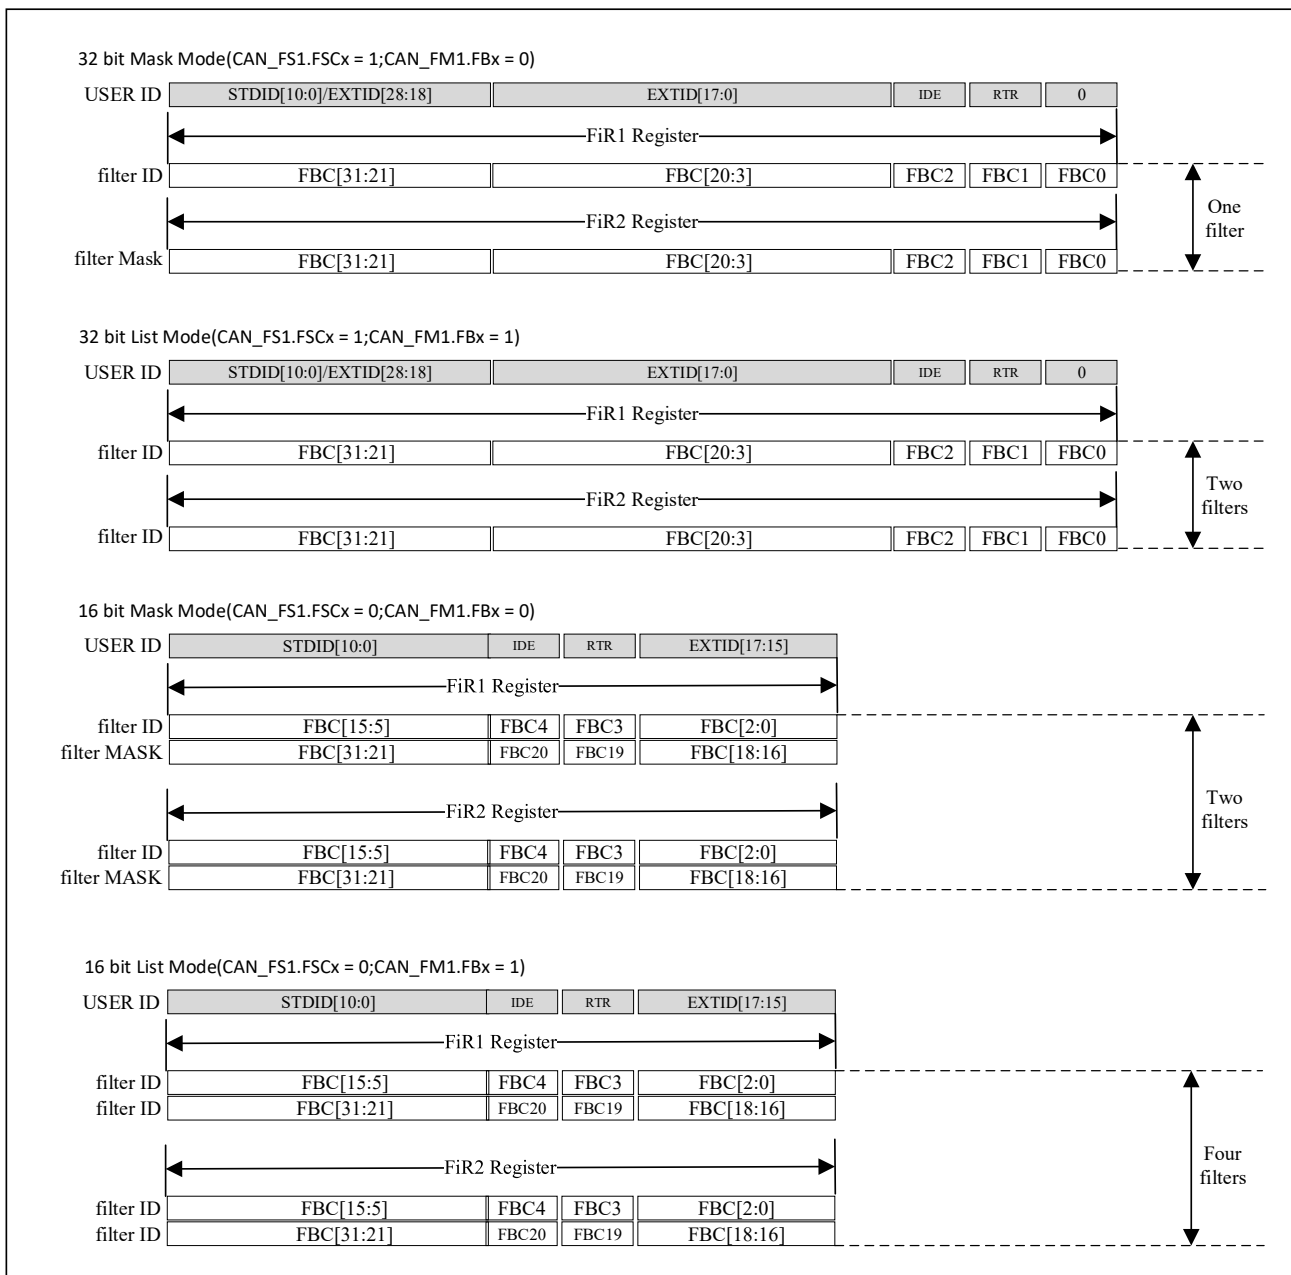 32 bit Mask Mode(CAN_FS1.FSCx = 1;CAN_FM1.FBx = 0)
USER ID STDID[10:0]/EXTID[28:18] EXTID[17:0] IDE RTR 0
FiR1 Register
filter ID FBC[31:21] FBC[20:3] FBC2 FBC1 FBC0
FiR2 Register
One
filter
filter Mask FBC[31:21] FBC[20:3] FBC2 FBC1 FBC0
32 bit List Mode(CAN_FS1.FSCx = 1;CAN_FM1.FBx = 1)
USER ID STDID[10:0]/EXTID[28:18] EXTID[17:0] IDE RTR 0
FiR1 Register
filter ID FBC[31:21] FBC[20:3] FBC2 FBC1 FBC0
FiR2 Register
Two
filters
filter ID FBC[31:21] FBC[20:3] FBC2 FBC1 FBC0
16 bit Mask Mode(CAN_FS1.FSCx = 0;CAN_FM1.FBx = 0)
USER ID STDID[10:0] IDE RTR EXTID[17:15]
FiR1 Register
filter ID FBC[15:5] FBC4 FBC3 FBC[2:0]
filter MASK FBC[31:21] FBC20 FBC19 FBC[18:16]
FiR2 Register
Two
filters
filter ID FBC[15:5] FBC4 FBC3 FBC[2:0]
filter MASK FBC[31:21] FBC20 FBC19 FBC[18:16]
16 bit List Mode(CAN_FS1.FSCx = 0;CAN_FM1.FBx = 1)
USER ID STDID[10:0] IDE RTR EXTID[17:15]
FiR1 Register
filter ID FBC[15:5] FBC4 FBC3 FBC[2:0]
filter ID FBC[31:21] FBC20 FBC19 FBC[18:16]
FiR2 Register
Four
filters
filter ID FBC[15:5] FBC4 FBC3 FBC[2:0]
filter ID FBC[31:21] FBC20 FBC19 FBC[18:16]